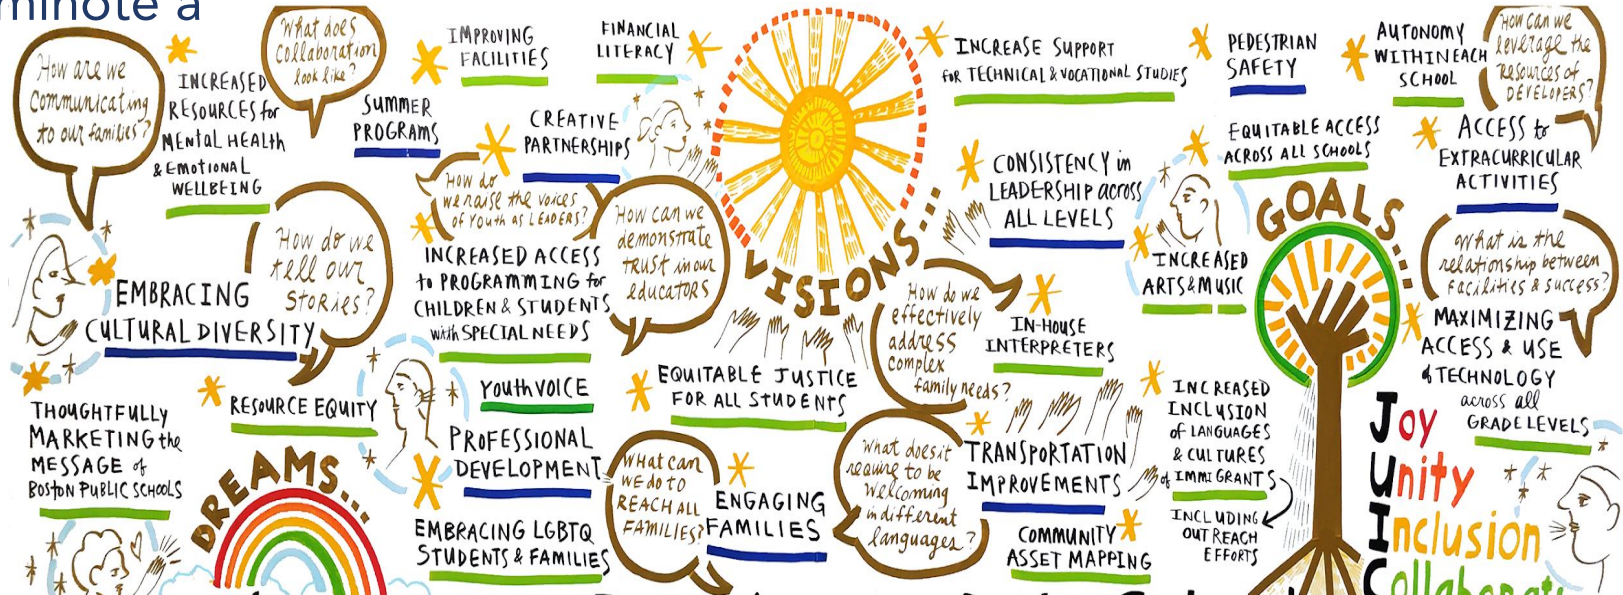 minote a
How are we
communicating
to our families?
INCREASED
RESOURCES for
MENTAL HEALTH
& EMOTIONAL
WELLBEING
What does
Collaboration
look like?
SUMMER
PROGRAMS
IMPROVING
FACILITIES
FINANCIAL
LITERACY
CREATIVE
PARTNERSHIPS
How do
we raise the voices
OF YOUTH AS LEADERS?
How do we
tell our
Stories?
EMBRACING
CULTURAL DIVERSITY
INCREASED ACCESS
to PROGRAMMING for
CHILDREN & STUDENTS
with SPECIAL NEEDS
How can we
demonstrate
TRUST in our
educators
THOUGHTFULLY
MARKETING the
MESSAGE of
BOSTON PUBLIC SCHOOLS
RESOURCE EQUITY
DREAMS...
YOUTH VOICE
PROFESSIONAL
DEVELOPMENT
EMBRACING LGBTQ
STUDENTS & FAMILIES
EQUITABLE JUSTICE
FOR ALL STUDENTS
WHAT CAN
WE do TO
REACH ALL
FAMILIES?
ENGAGING
FAMILIES
VISIONS...
INCREASE SUPPORT
for TECHNICAL & VOCATIONAL STUDIES
CONSISTENCY in
LEADERSHIP across
ALL LEVELS
How do we
effectively
address
complex
family needs?
IN-HOUSE
INTERPRETERS
What does it
require to be
Welcoming
in different
languages?
TRANSPORTATION
IMPROVEMENTS
COMMUNITY
ASSET MAPPING
PEDESTRIAN
SAFETY
AUTONOMY
WITHIN EACH
SCHOOL
How can we
leverage the
Resources of
DEVELOPERS?
EQUITABLE ACCESS
ACROSS ALL SCHOOLS
ACCESS to
EXTRACURRICULAR
ACTIVITIES
INCREASED
ARTS & MUSIC
GOALS...
What is the
relationship between
Facilities & success?
MAXIMIZING
ACCESS & USE
of TECHNOLOGY
across all
GRADE LEVELS
INCREASED
INCLUSION
of LANGUAGES
& CULTURES
of IMMIGRANTS
INCLUDING
OUTREACH
EFFORTS
Joy
Unity
Inclusion
Collaborat